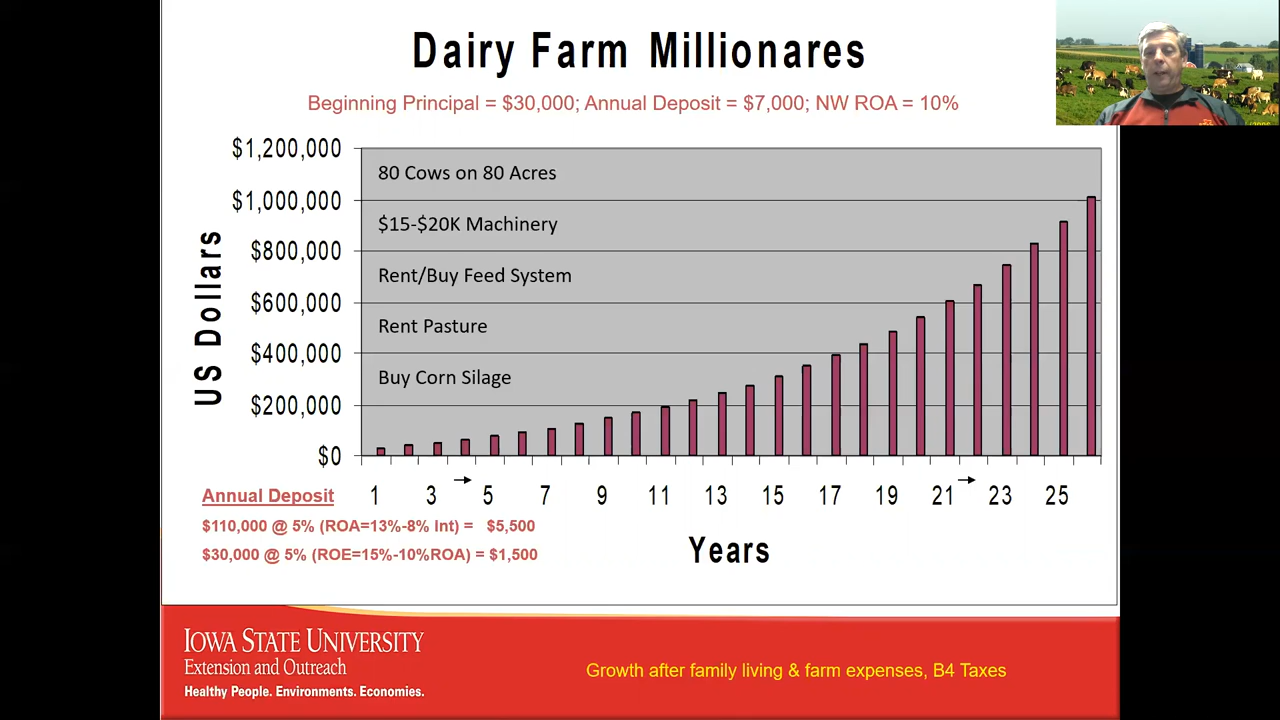 Dairy Farm Millionares
Beginning Principal = $30,000; Annual Deposit = $7,000; NW ROA = 10%
$1,200,000
$1,000,000
$800,000
$600,000
$400,000
$200,000
$0
US Dollars
80 Cows on 80 Acres
$15-$20K Machinery
Rent/Buy Feed System
Rent Pasture
Buy Corn Silage
1 3 5 7 9 11 13 15 17 19 21 23 25
Years
Annual Deposit
$110,000 @ 5% (ROA=13%-8% Int) = $5,500
$30,000 @ 5% (ROE=15%-10%ROA) = $1,500
IOWA STATE UNIVERSITY
Extension and Outreach
Healthy People. Environments. Economies.
Growth after family living & farm expenses, B4 Taxes